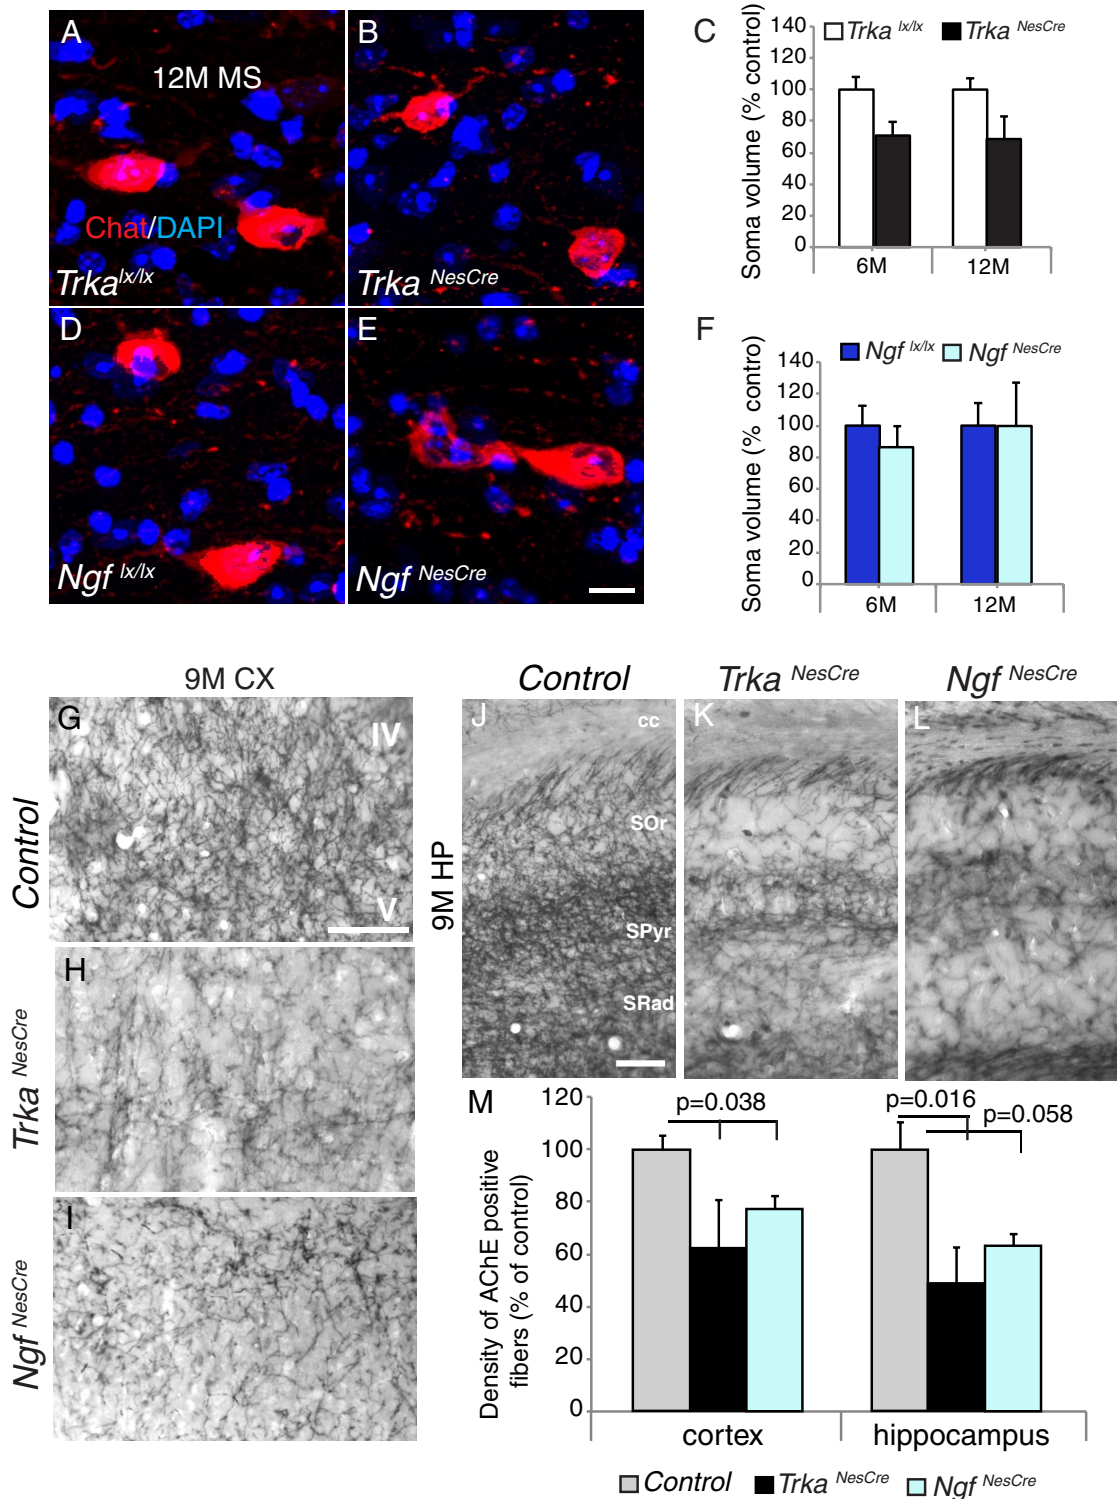 A
12M MS
Chat/DAPI
Trka lx/lx
B
Trka NesCre
C
Trka lx/lx
Trka NesCre
Soma volume (% control)
140
120
100
80
60
40
20
0
6M
12M
D
Ngf lx/lx
E
Ngf NesCre
F
Ngf lx/lx
Ngf NesCre
Soma volume (% contro)
140
120
100
80
60
40
20
0
6M
12M
9M CX
G
IV
V
Control
H
Trka NesCre
I
Ngf NesCre
Control
Trka NesCre
Ngf NesCre
9M HP
J
cc
SOr
SPyr
SRad
K
L
M
Density of AChE positive
fibers (% of control)
120
100
80
60
40
20
0
p=0.038
p=0.016
p=0.058
cortex
hippocampus
Control
Trka NesCre
Ngf NesCre